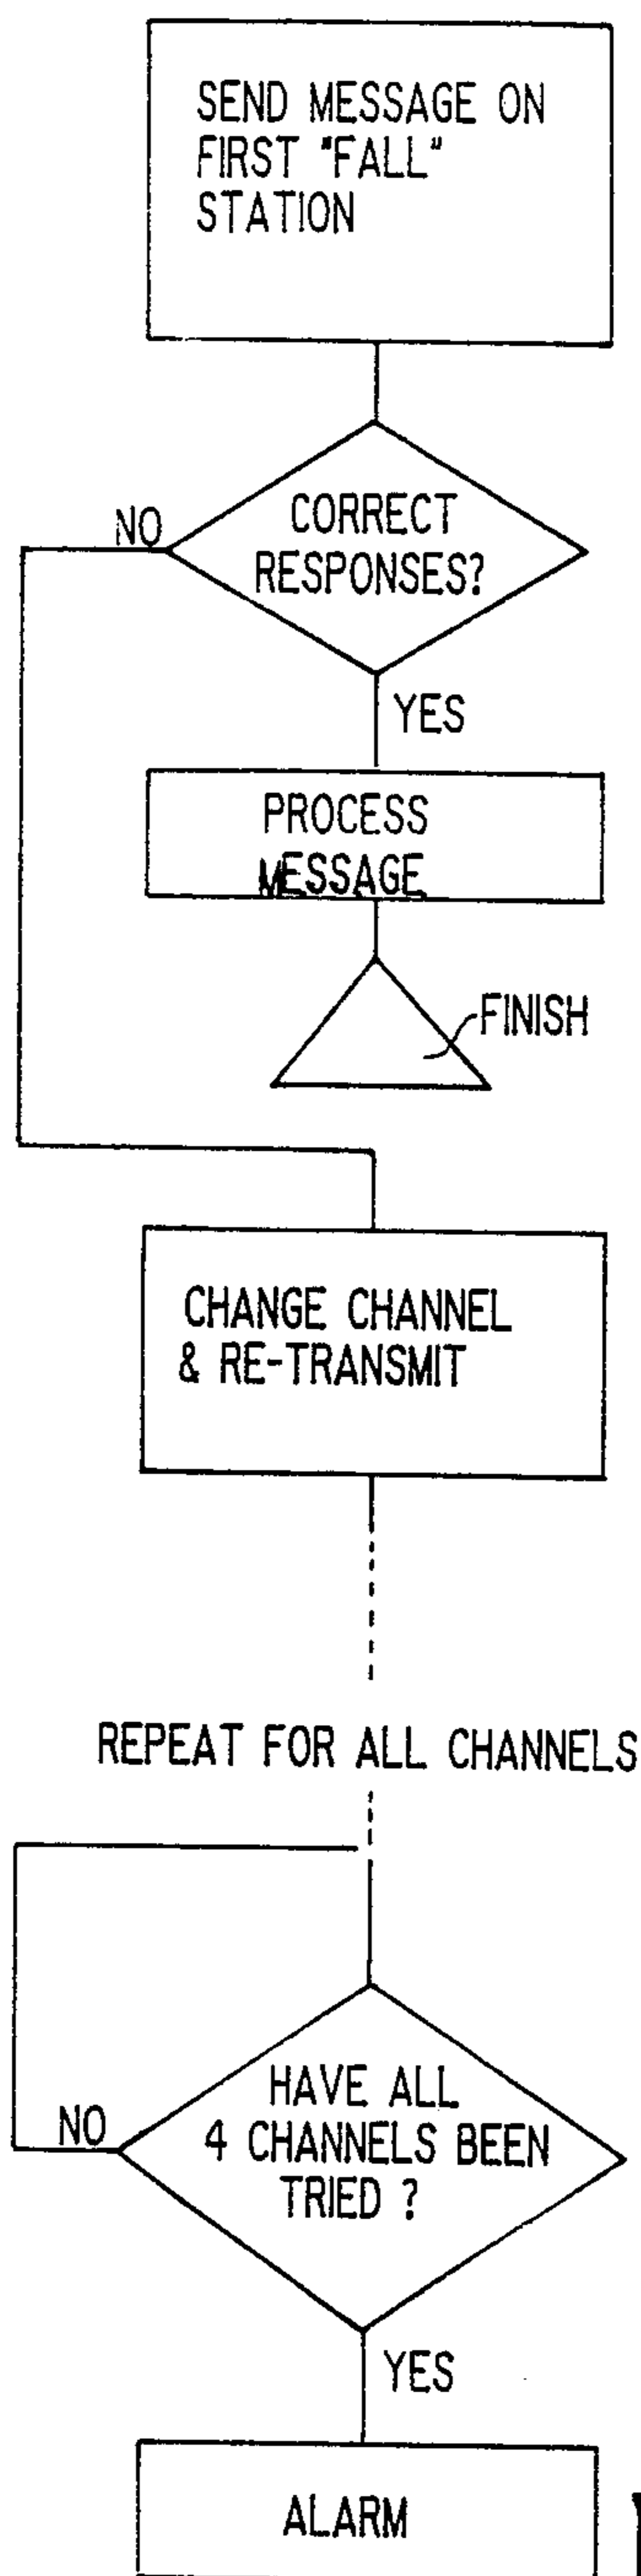 SEND MESSAGE ON
FIRST "FALL"
STATION
CORRECT
RESPONSES?
NO
YES
PROCESS
MESSAGE
FINISH
CHANGE CHANNEL
& RE-TRANSMIT
REPEAT FOR ALL CHANNELS
HAVE ALL
4 CHANNELS BEEN
TRIED ?
NO
YES
ALARM